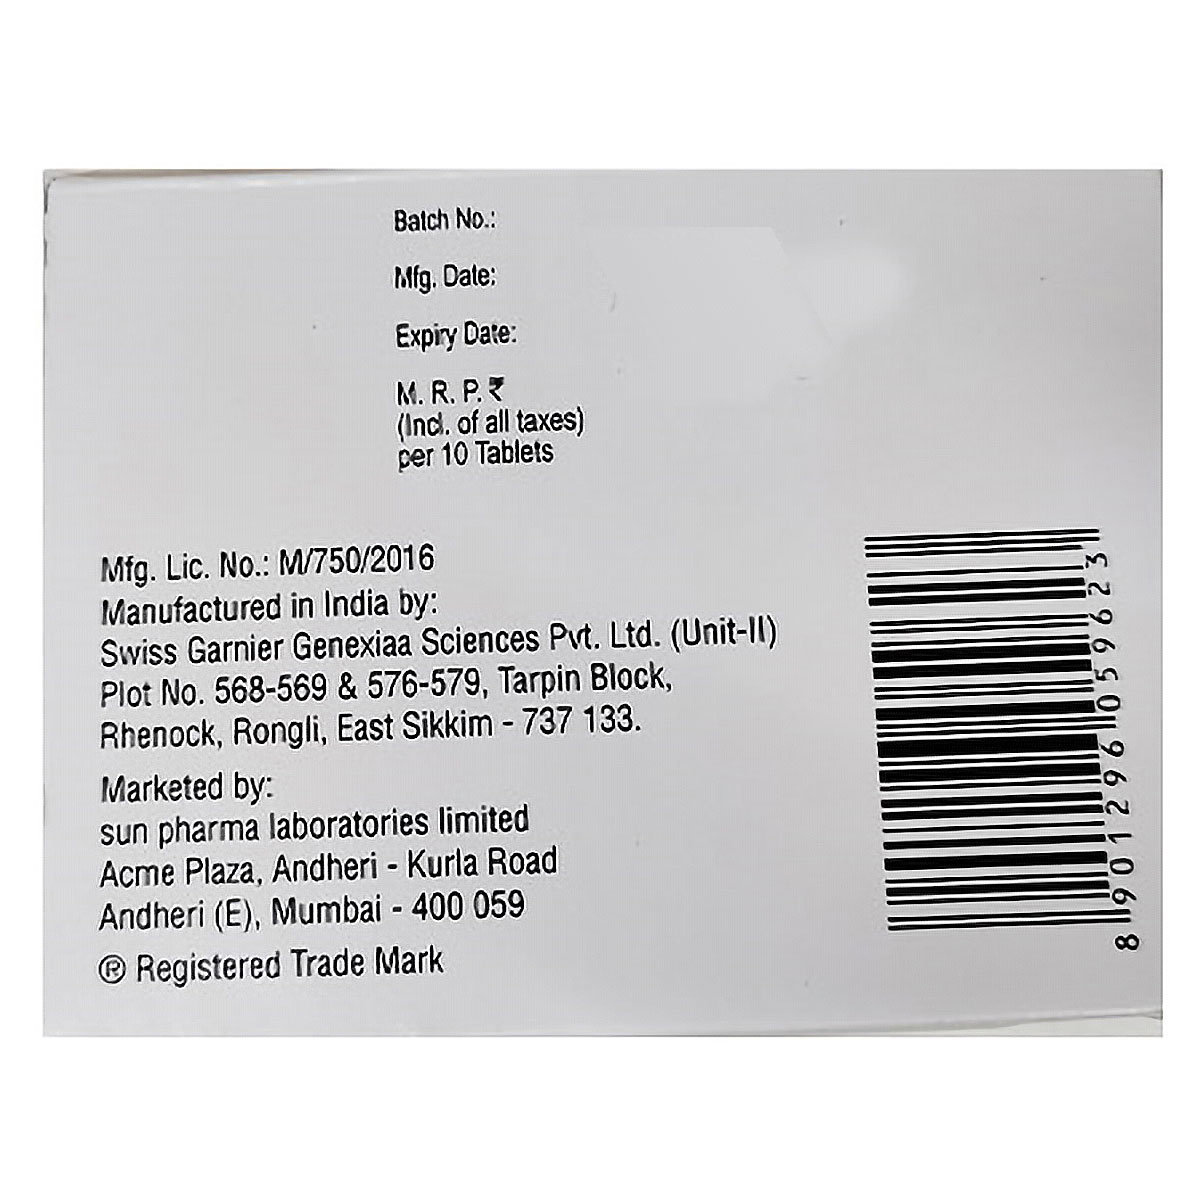 Batch No.:
Mfg. Date:
Expiry Date:
M. R. P. ₹
(Incl. of all taxes)
per 10 Tablets
Mfg. Lic. No.: M/750/2016
Manufactured in India by:
Swiss Garnier Genexiaa Sciences Pvt. Ltd. (Unit-II)
Plot No. 568-569 & 576-579, Tarpin Block,
Rhenock, Rongli, East Sikkim - 737 133.
Marketed by:
sun pharma laboratories limited
Acme Plaza, Andheri - Kurla Road
Andheri (E), Mumbai - 400 059
® Registered Trade Mark
8 901296 059623